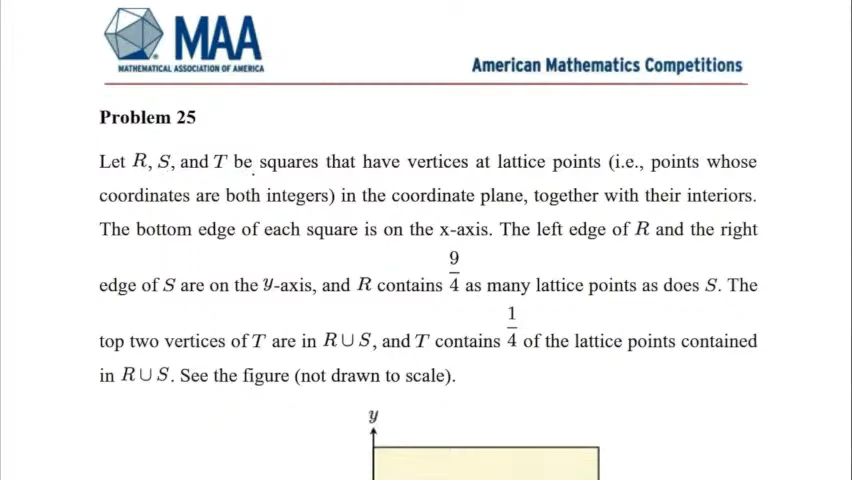 MAA
MATHEMATICAL ASSOCIATION OF AMERICA
American Mathematics Competitions
Problem 25
Let R, S, and T be squares that have vertices at lattice points (i.e., points whose
coordinates are both integers) in the coordinate plane, together with their interiors.
The bottom edge of each square is on the x-axis. The left edge of R and the right
edge of S are on the y-axis, and R contains 9/4 as many lattice points as does S. The
top two vertices of T are in R ∪ S, and T contains 1/4 of the lattice points contained
in R ∪ S. See the figure (not drawn to scale).
y